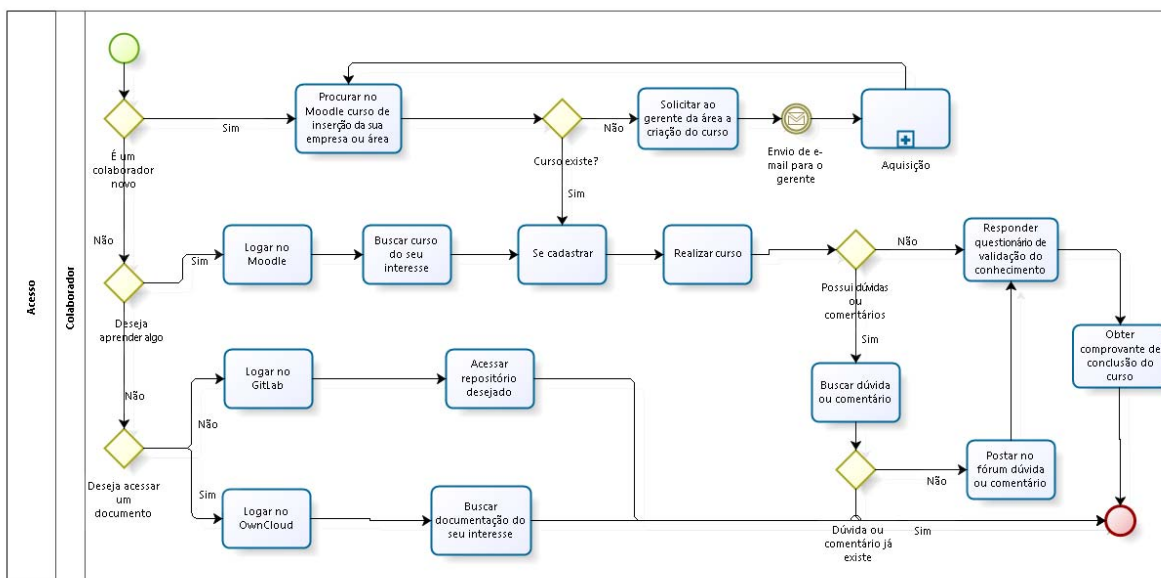 Acesso
Colaborador
É um
colaborador
novo
Sim
Procurar no
Moodle curso de
inserção da sua
empresa ou área
Curso existe?
Não
Solicitar ao
gerente da área a
criação do curso
Envio de e-
mail para o
gerente
Aquisição
Sim
Não
Deseja
aprender algo
Sim
Logar no
Moodle
Buscar curso
do seu
interesse
Se cadastrar
Realizar curso
Possui dúvidas
ou
comentários
Não
Responder
questionário de
validação do
conhecimento
Obter
comprovante de
conclusão do
curso
Sim
Buscar dúvida
ou comentário
Dúvida ou
comentário já
existe
Não
Postar no
fórum dúvida
ou comentário
Sim
Não
Deseja acessar
um
documento
Não
Logar no
GitLab
Acessar
repositório
desejado
Sim
Logar no
OwnCloud
Buscar
documentação do
seu interesse